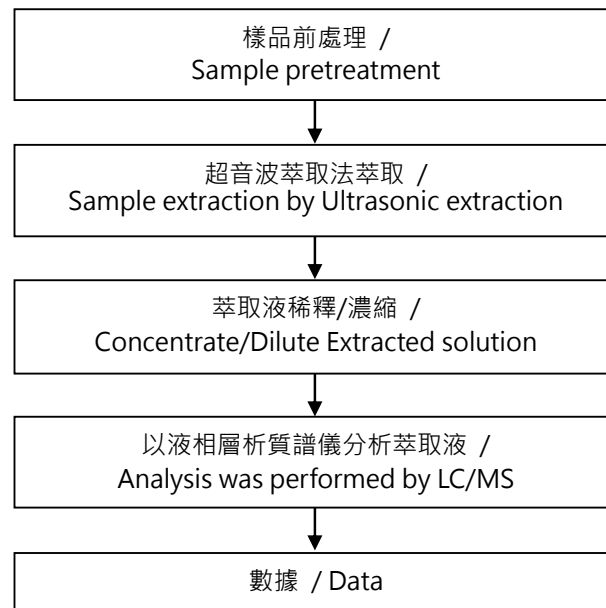 樣品前處理 /
Sample pretreatment
超音波萃取法萃取 /
Sample extraction by Ultrasonic extraction
萃取液稀釋/濃縮 /
Concentrate/Dilute Extracted solution
以液相層析質譜儀分析萃取液 /
Analysis was performed by LC/MS
數據 / Data